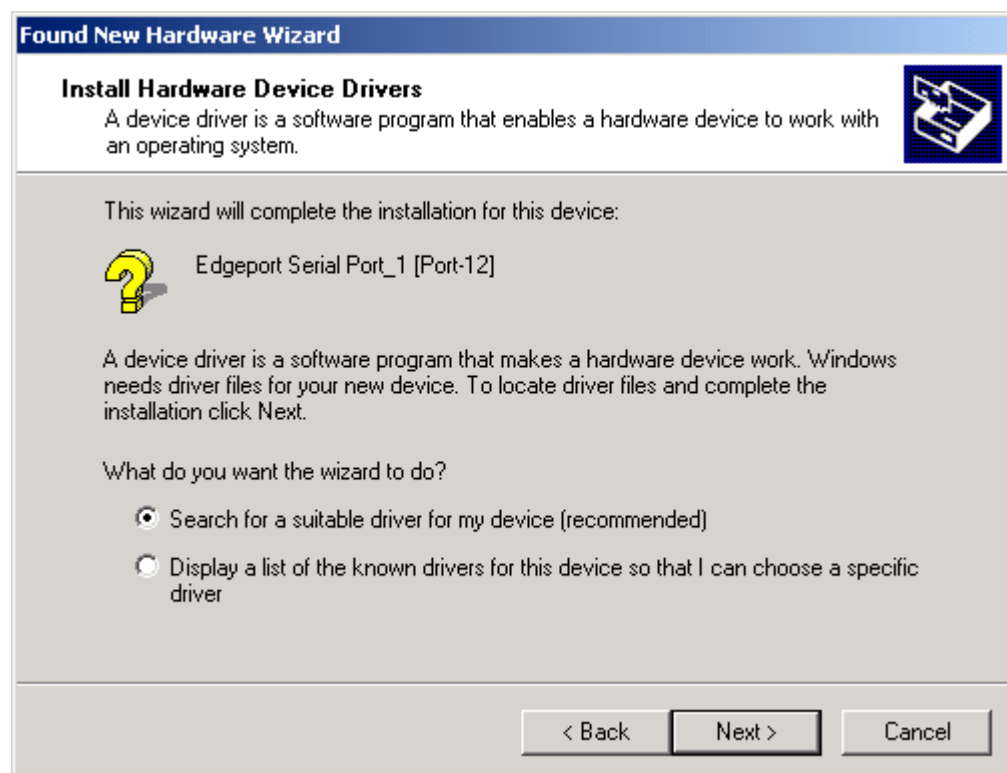 Found New Hardware Wizard
Install Hardware Device Drivers
A device driver is a software program that enables a hardware device to work with
an operating system.
This wizard will complete the installation for this device:
Edgeport Serial Port_1 [Port-12]
A device driver is a software program that makes a hardware device work. Windows
needs driver files for your new device. To locate driver files and complete the
installation click Next.
What do you want the wizard to do?
Search for a suitable driver for my device (recommended)
Display a list of the known drivers for this device so that I can choose a specific
driver
< Back Next > Cancel